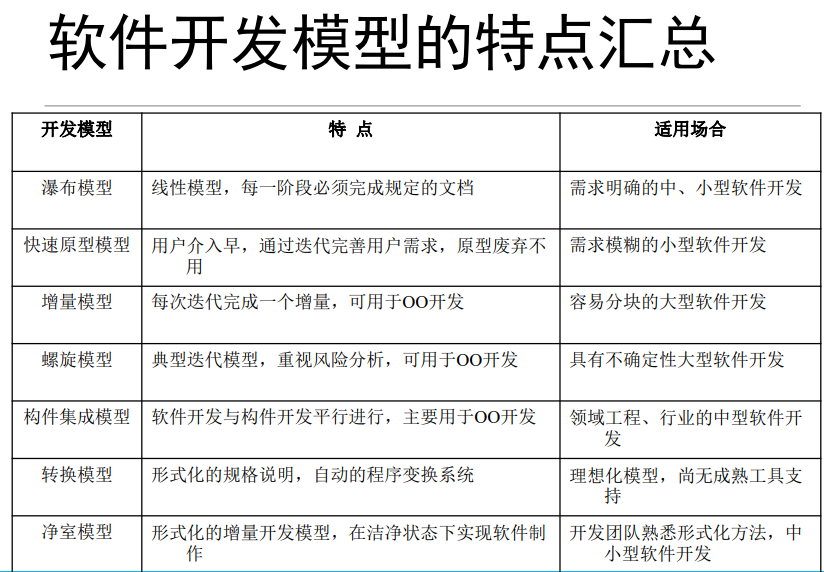 软件开发模型的特点汇总
开发模型 特 点 适用场合
瀑布模型 线性模型，每一阶段必须完成规定的文档 需求明确的中、小型软件开发
快速原型模型 用户介入早，通过迭代完善用户需求，原型废弃不 需求模糊的小型软件开发
用
增量模型 每次迭代完成一个增量，可用于OO开发 容易分块的大型软件开发
螺旋模型 典型迭代模型，重视风险分析，可用于OO开发 具有不确定性大型软件开发
构件集成模型 软件开发与构件开发平行进行，主要用于OO开发 领域工程、行业的中型软件开
发
转换模型 形式化的规格说明，自动的程序变换系统 理想化模型，尚无成熟工具支
持
净室模型 形式化的增量开发模型，在洁净状态下实现软件制 开发团队熟悉形式化方法，中
作 小型软件开发